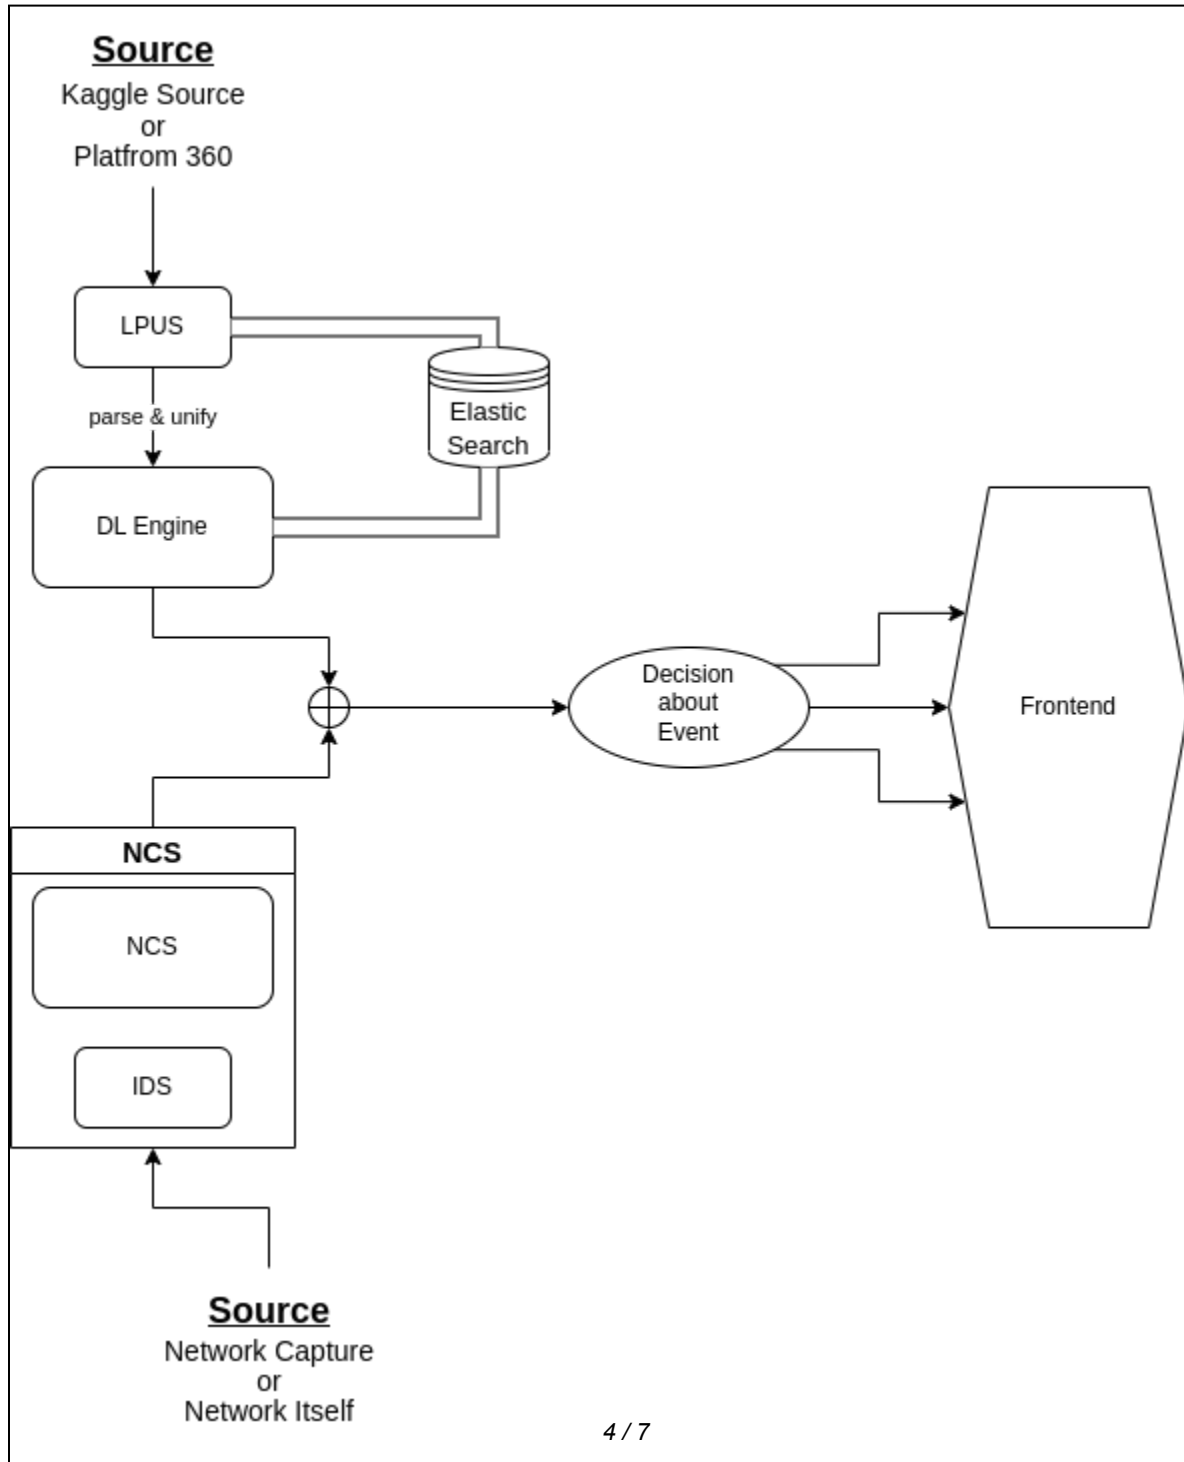 Source
Kaggle Source
or
Platfrom 360
LPUS
parse & unify
Elastic
Search
DL Engine
Decision
about
Event
Frontend
NCS
NCS
IDS
Source
Network Capture
or
Network Itself
4 / 7